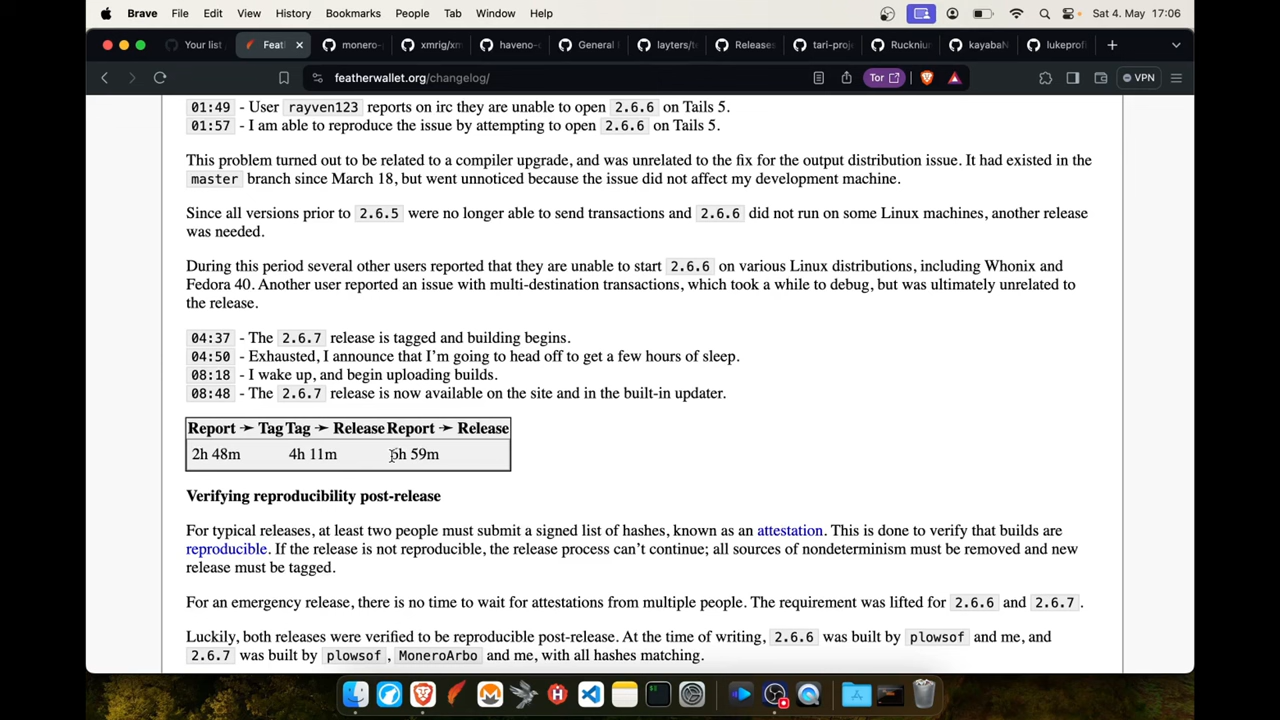 Brave File Edit View History Bookmarks People Tab Window Help Sat 4. May 17:06
Your list Feath monero- xmrig/xm haveno- General layters/t Releases tari-proj Rucknium kayabaN lukeprofi
featherwallet.org/changelog/ Tor VPN
01:49 - User rayven123 reports on irc they are unable to open 2.6.6 on Tails 5.
01:57 - I am able to reproduce the issue by attempting to open 2.6.6 on Tails 5.
This problem turned out to be related to a compiler upgrade, and was unrelated to the fix for the output distribution issue. It had existed in the
master branch since March 18, but went unnoticed because the issue did not affect my development machine.
Since all versions prior to 2.6.5 were no longer able to send transactions and 2.6.6 did not run on some Linux machines, another release
was needed.
During this period several other users reported that they are unable to start 2.6.6 on various Linux distributions, including Whonix and
Fedora 40. Another user reported an issue with multi-destination transactions, which took a while to debug, but was ultimately unrelated to
the release.
04:37 - The 2.6.7 release is tagged and building begins.
04:50 - Exhausted, I announce that I'm going to head off to get a few hours of sleep.
08:18 - I wake up, and begin uploading builds.
08:48 - The 2.6.7 release is now available on the site and in the built-in updater.
Report → Tag Tag → Release Report → Release
2h 48m 4h 11m 6h 59m
Verifying reproducibility post-release
For typical releases, at least two people must submit a signed list of hashes, known as an attestation. This is done to verify that builds are
reproducible. If the release is not reproducible, the release process can't continue; all sources of nondeterminism must be removed and new
release must be tagged.
For an emergency release, there is no time to wait for attestations from multiple people. The requirement was lifted for 2.6.6 and 2.6.7.
Luckily, both releases were verified to be reproducible post-release. At the time of writing, 2.6.6 was built by plowsof and me, and
2.6.7 was built by plowsof, MoneroArbo and me, with all hashes matching.